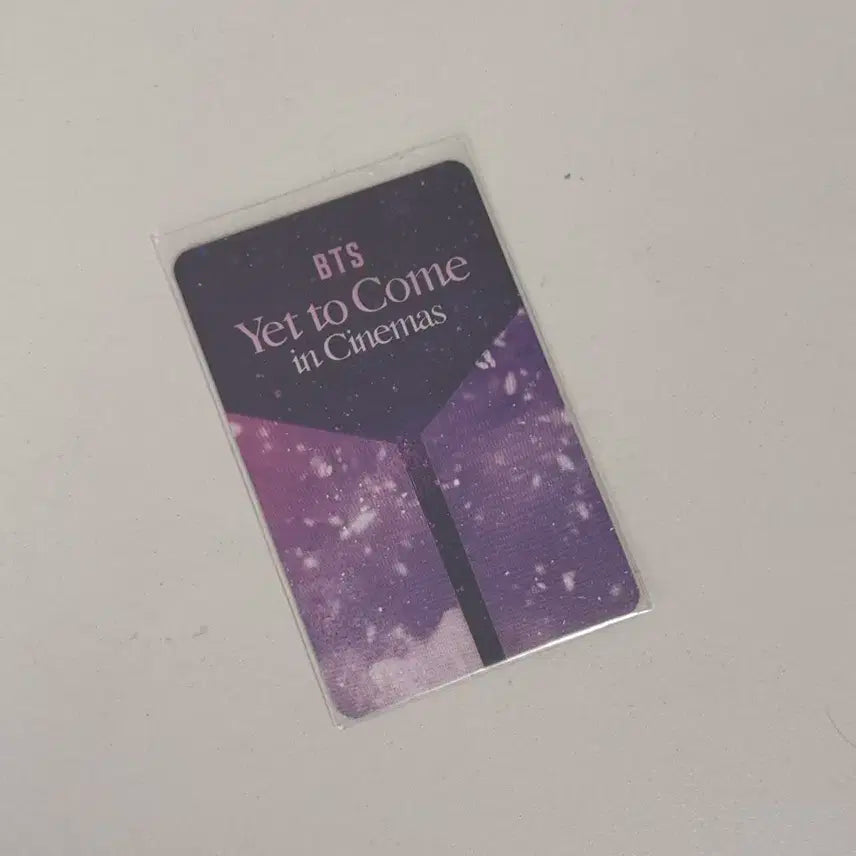 BTS
Yet to Come
in Cinemas